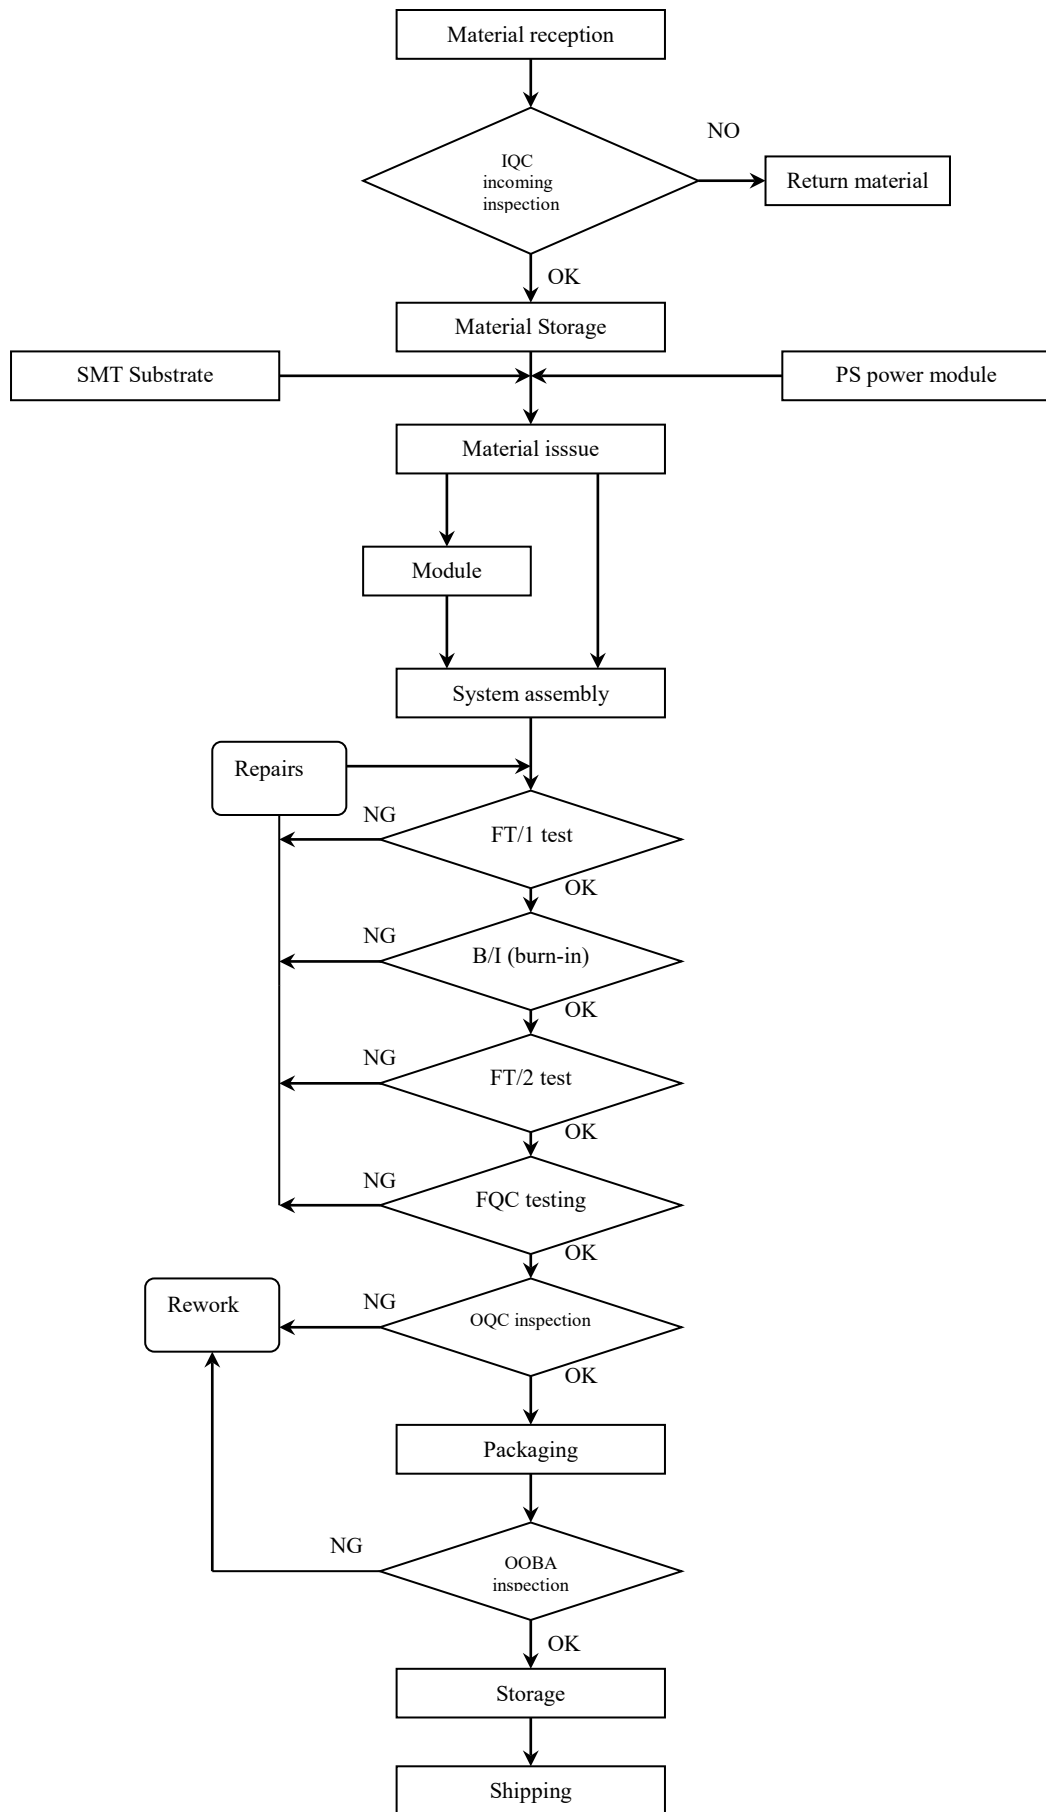 Material reception
NO
IQC
incoming
inspection
Return material
OK
Material Storage
SMT Substrate
PS power module
Material isssue
Module
System assembly
Repairs
NG
FT/1 test
OK
NG
B/I (burn-in)
OK
NG
FT/2 test
OK
NG
FQC testing
OK
Rework
NG
OQC inspection
OK
Packaging
NG
OOBA
inspection
OK
Storage
Shipping